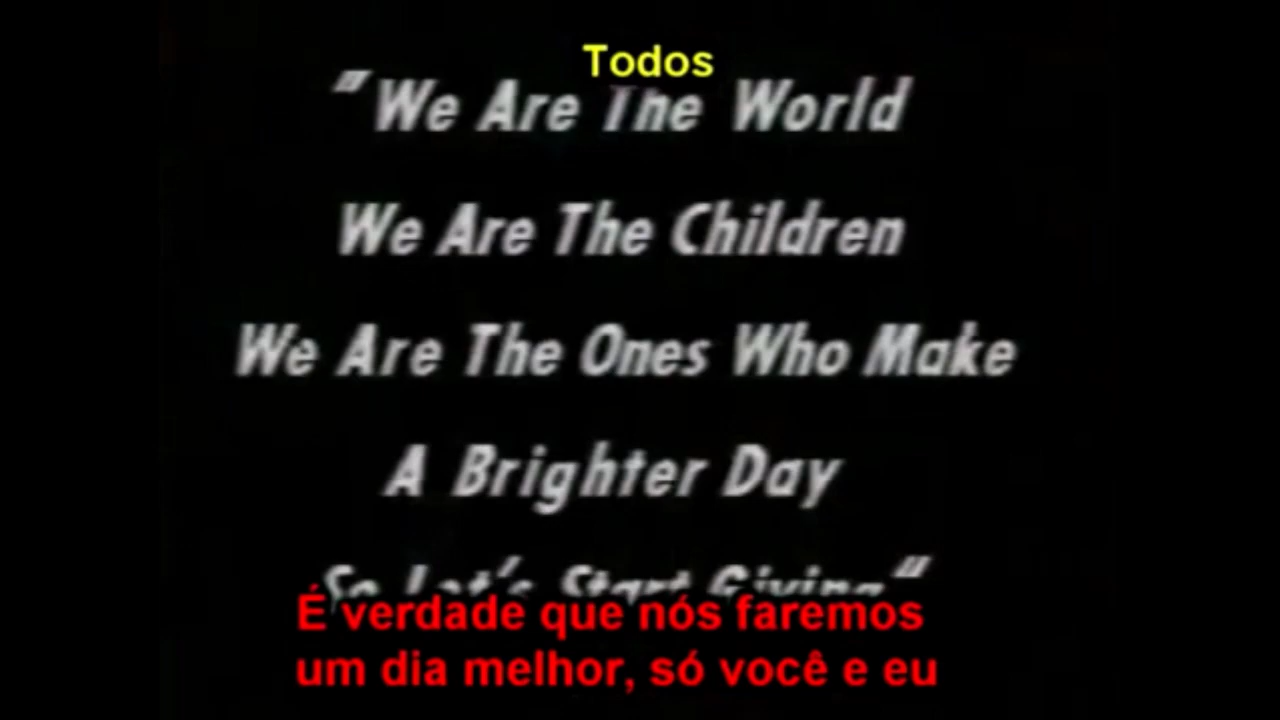 Todos
"We Are The World
We Are The Children
We Are The Ones Who Make
A Brighter Day
So Let's Start Giving"
É verdade que nós faremos
um dia melhor, só você e eu